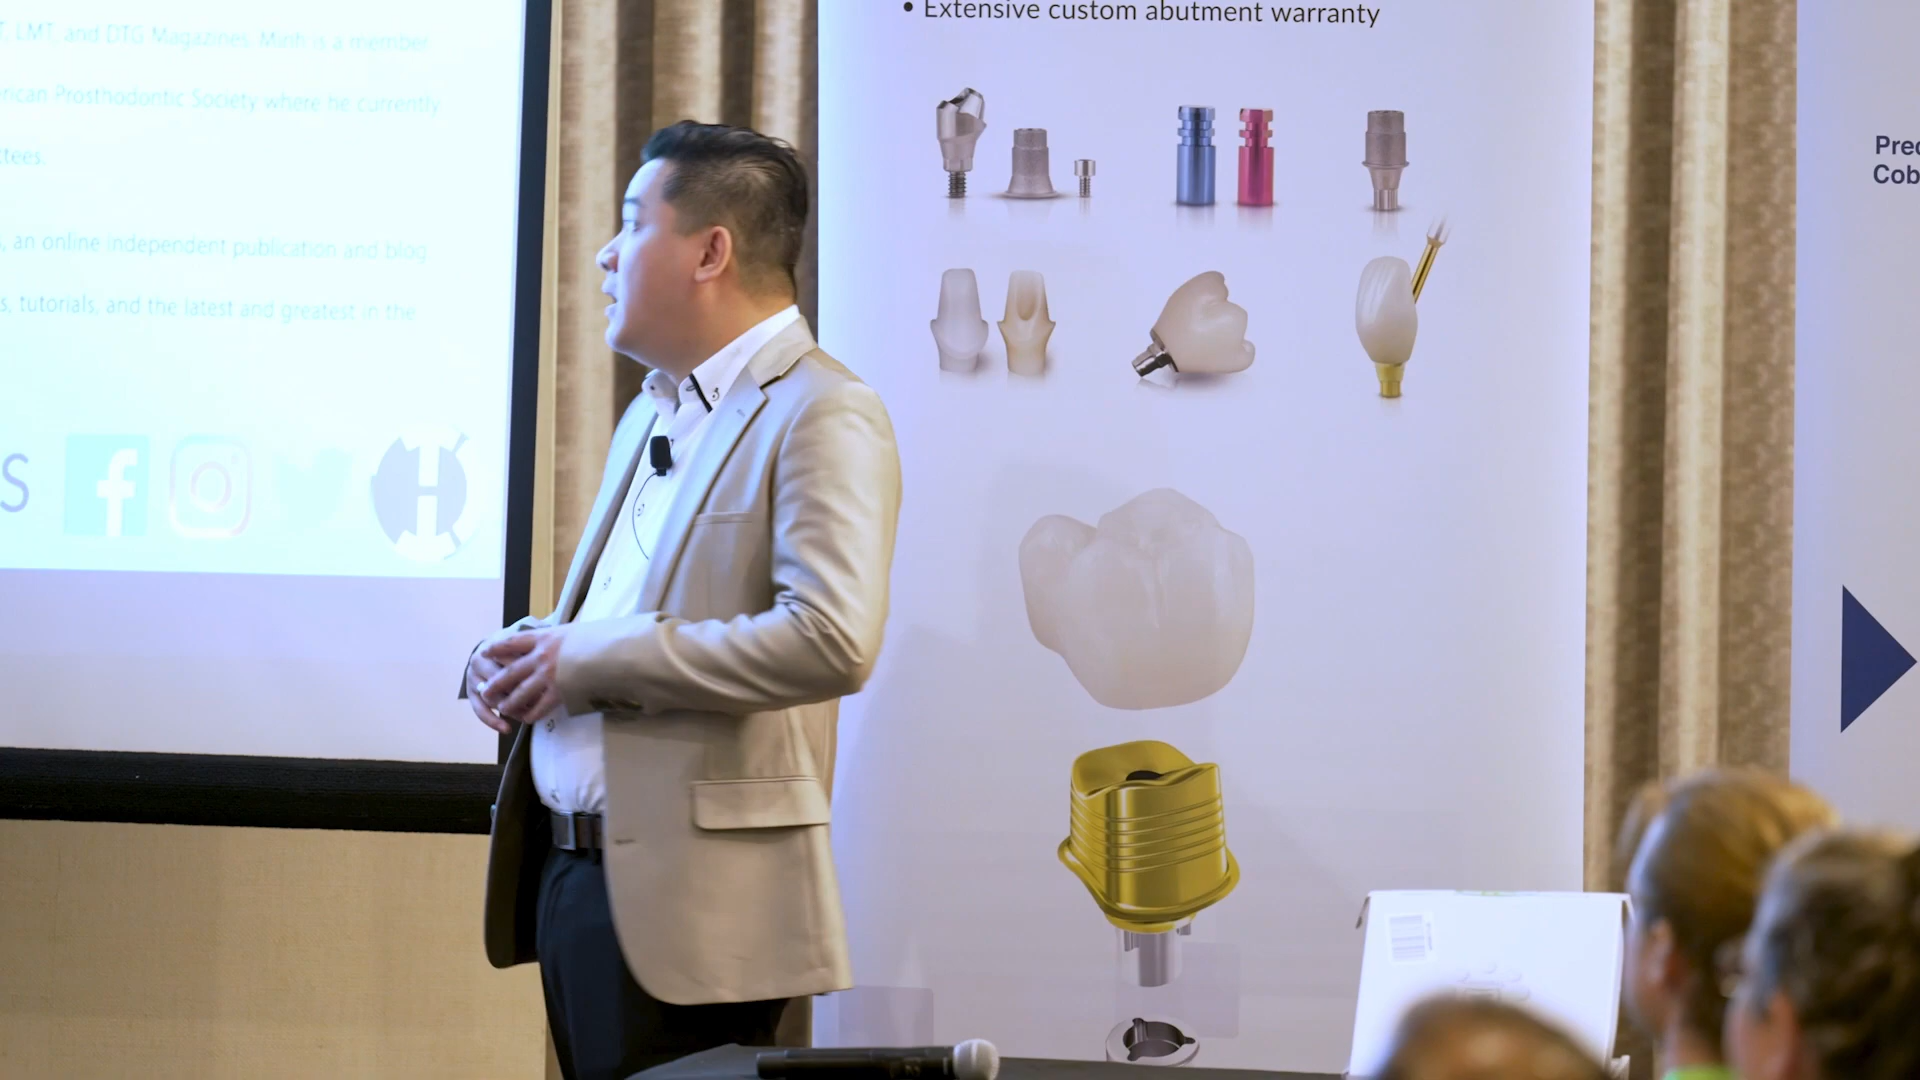 T, LMT, and DTG Magazines. Minh is a member
rican Prosthodontic Society where he currently
ttees.
, an online independent publication and blog
s, tutorials, and the latest and greatest in the
S
f
H
• Extensive custom abutment warranty
Prec
Cob